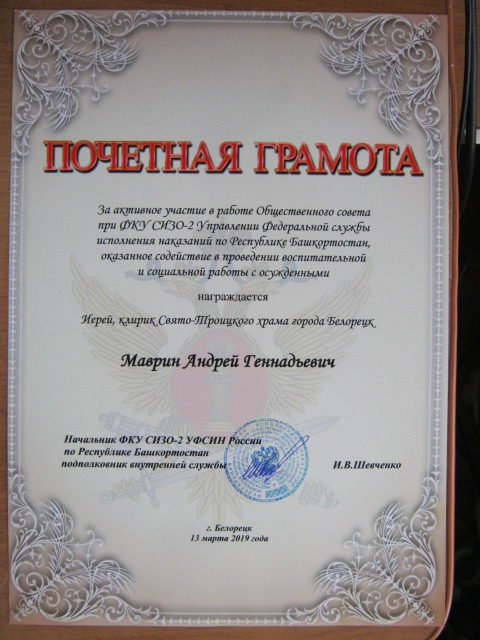 ПОЧЕТНАЯ ГРАМОТА
За активное участие в работе Общественного совета
при ФКУ СИЗО-2 Управлении Федеральной службы
исполнения наказаний по Республике Башкортостан,
оказанное содействие в проведении воспитательной
и социальной работы с осужденными
награждается
Иерей, клирик Свято-Троицкого храма города Белорецк
Маврин Андрей Геннадьевич
Начальник ФКУ СИЗО-2 УФСИН России
по Республике Башкортостан
подполковник внутренней службы
И.В.Шевченко
г. Белорецк
13 марта 2019 года